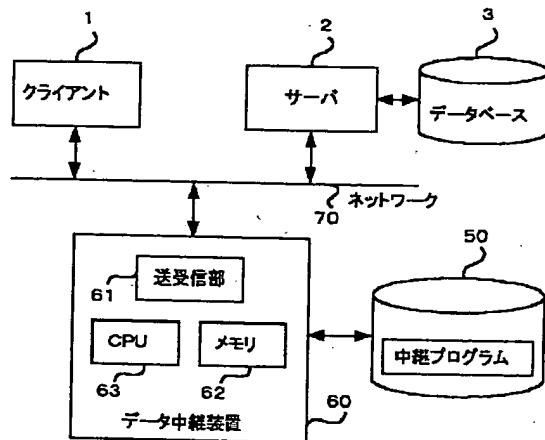 1
2
3
クライアント
サーバ
データベース
ネットワーク
70
50
61
送受信部
CPU
メモリ
中継プログラム
63
62
60
データ中継装置